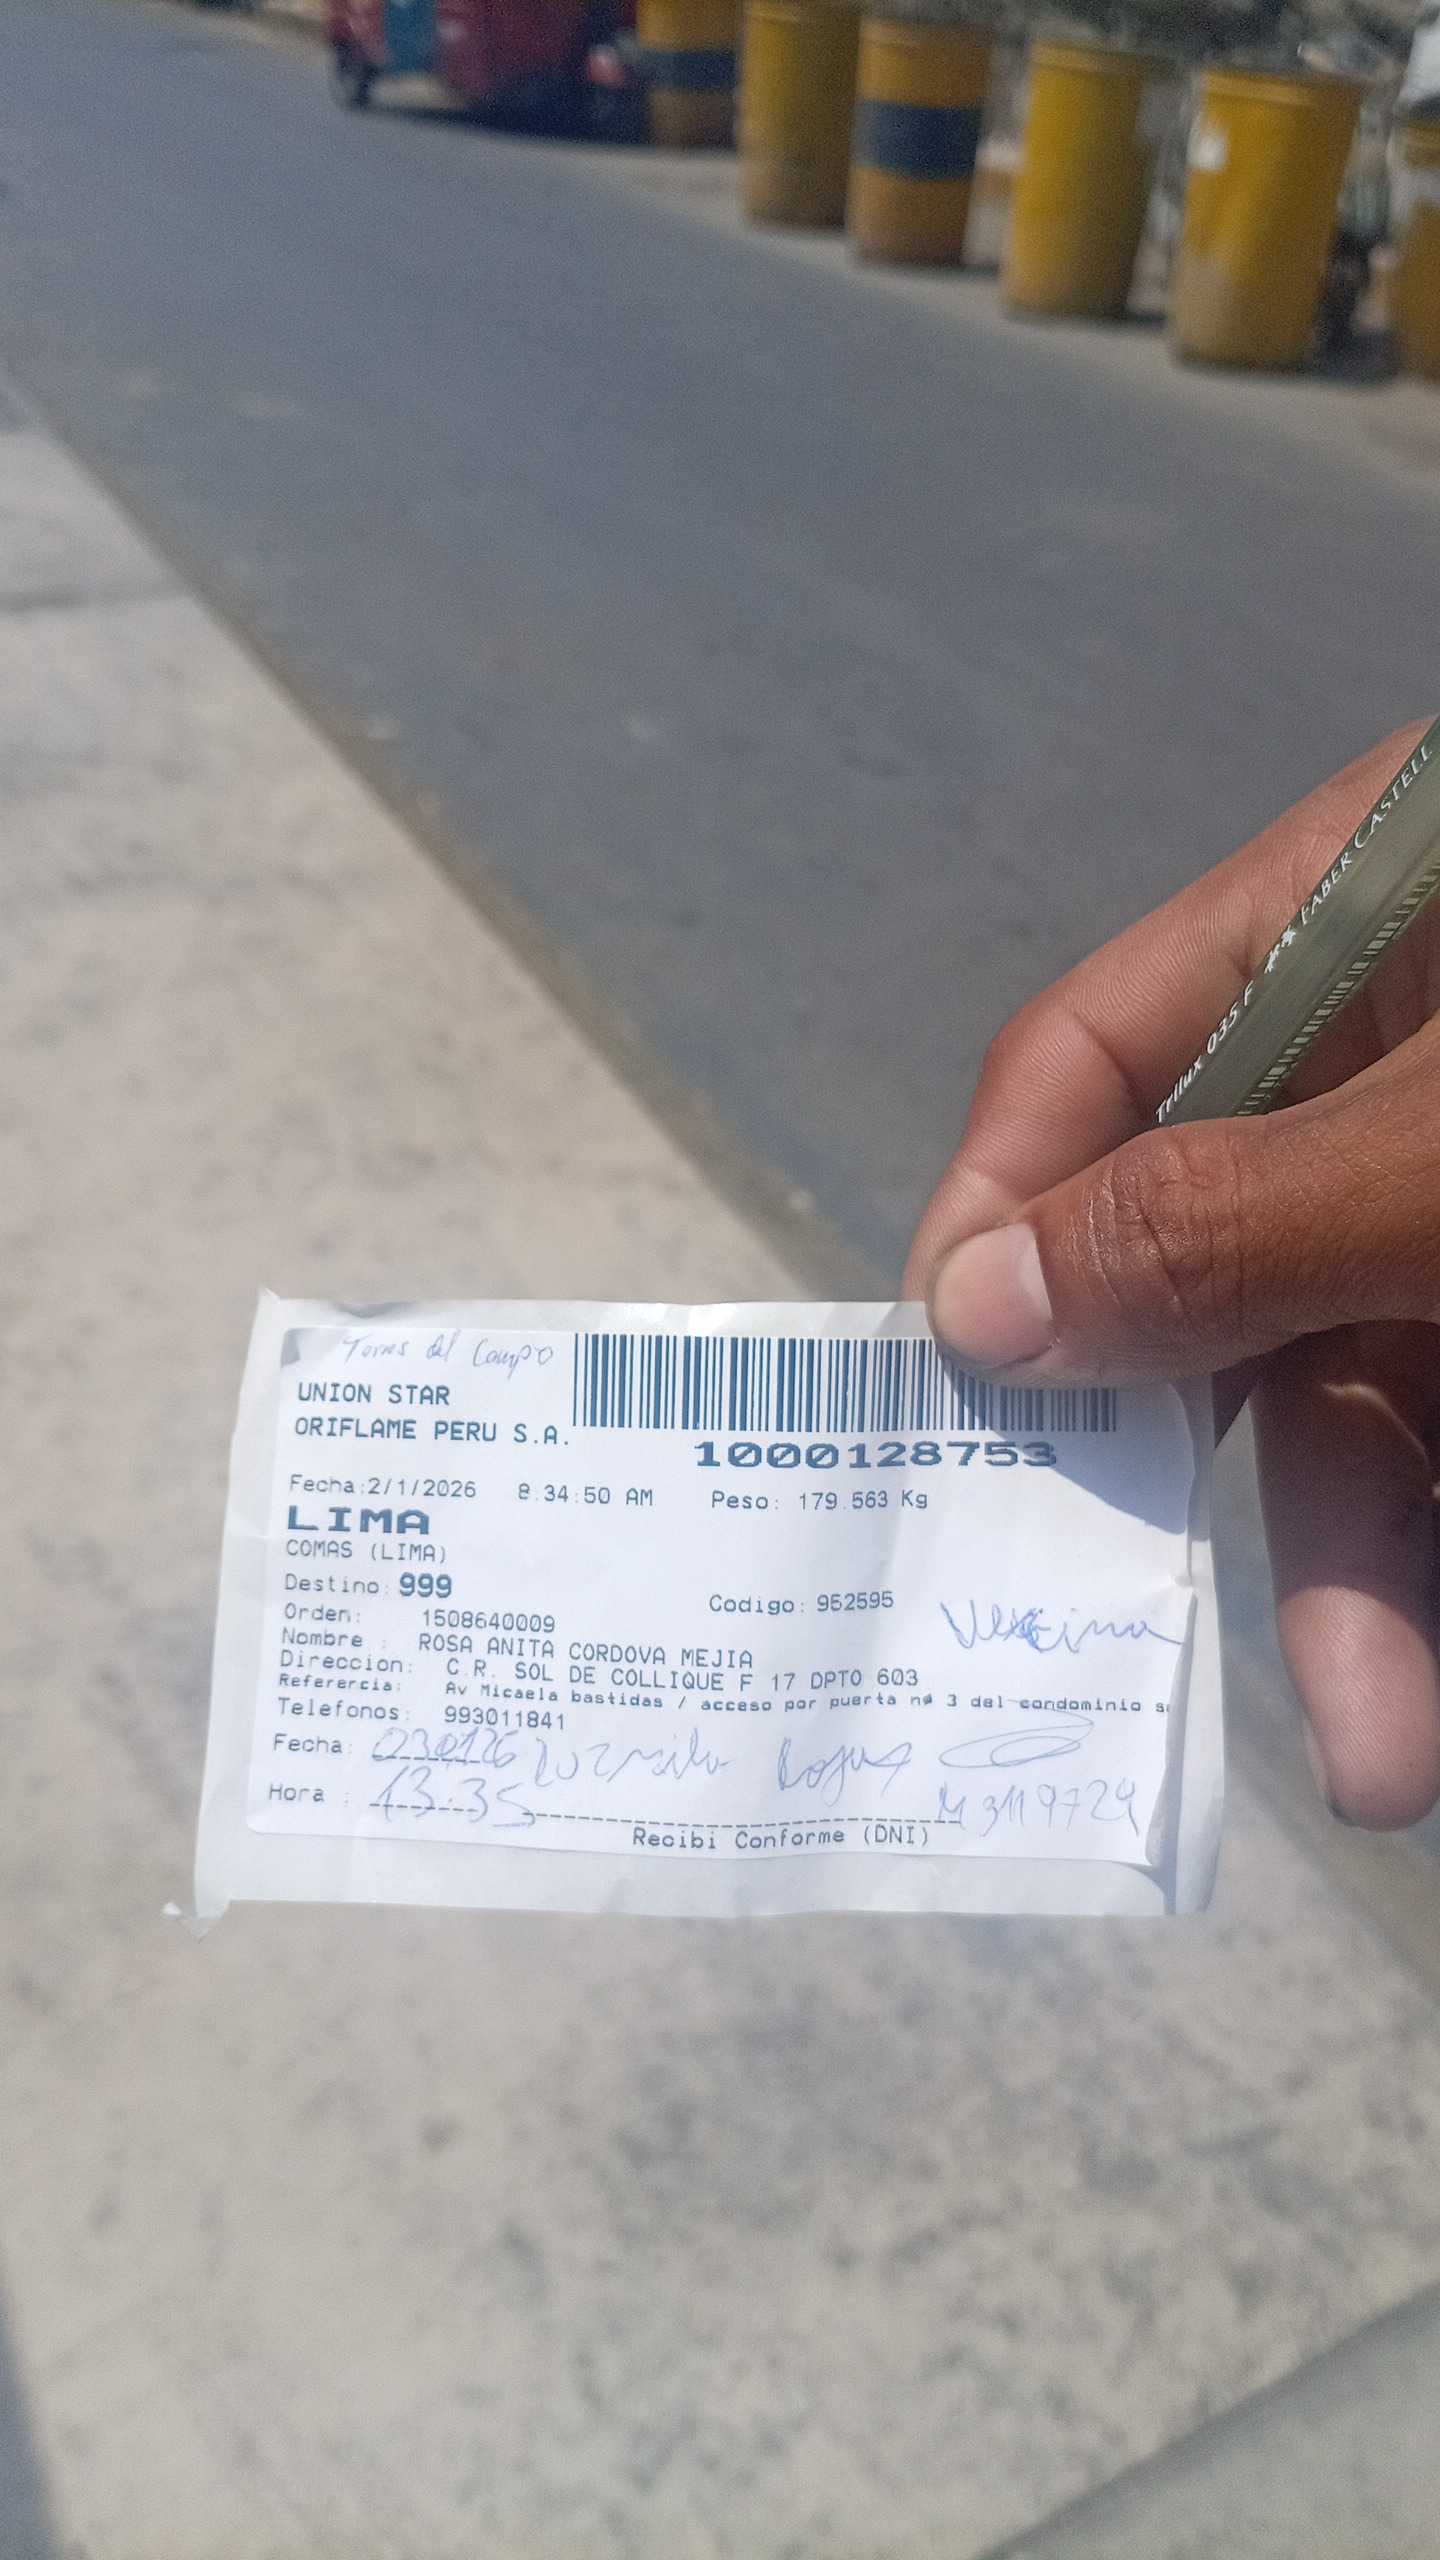 Trilux 035 F FABER CASTELL
Torres del Campo
UNION STAR
ORIFLAME PERU S.A.
1000128753
Fecha:2/1/2026 8:34:50 AM Peso: 179.563 Kg
LIMA
COMAS (LIMA)
Destino: 999
Codigo: 952595
Orden: 1508640009
Nombre : ROSA ANITA CORDOVA MEJIA
Direccion: C.R. SOL DE COLLIQUE F 17 DPTO 603
Referercia: Av Micaela bastidas / acceso por puerta nº 3 del condominio
Telefonos: 993011841
Fecha: 030126 Luzmila Rojas
Hora : 13:35
Recibi Conforme (DNI)